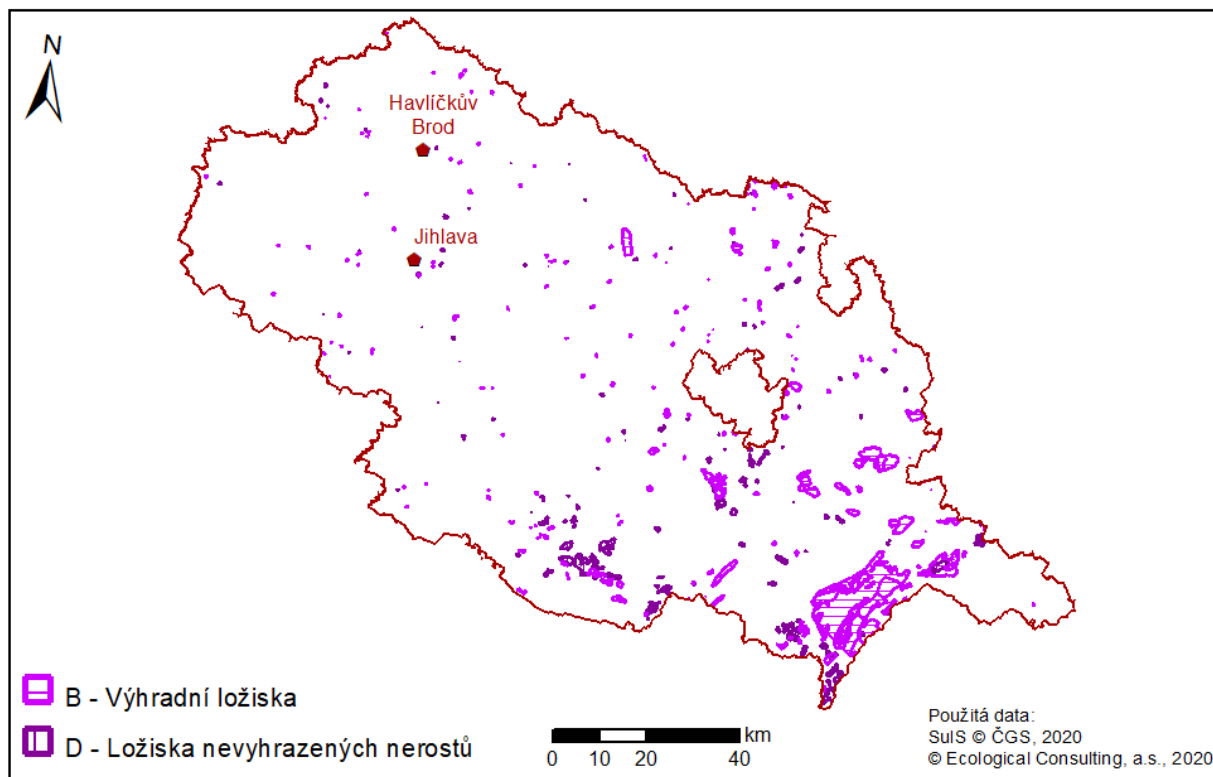 N
Havlíčkův
Brod
Jihlava
B - Výhradní ložiska
D - Ložiska nevyhrazených nerostů
km
0 10 20 40
Použitá data:
SuIS © ČGS, 2020
© Ecological Consulting, a.s., 2020